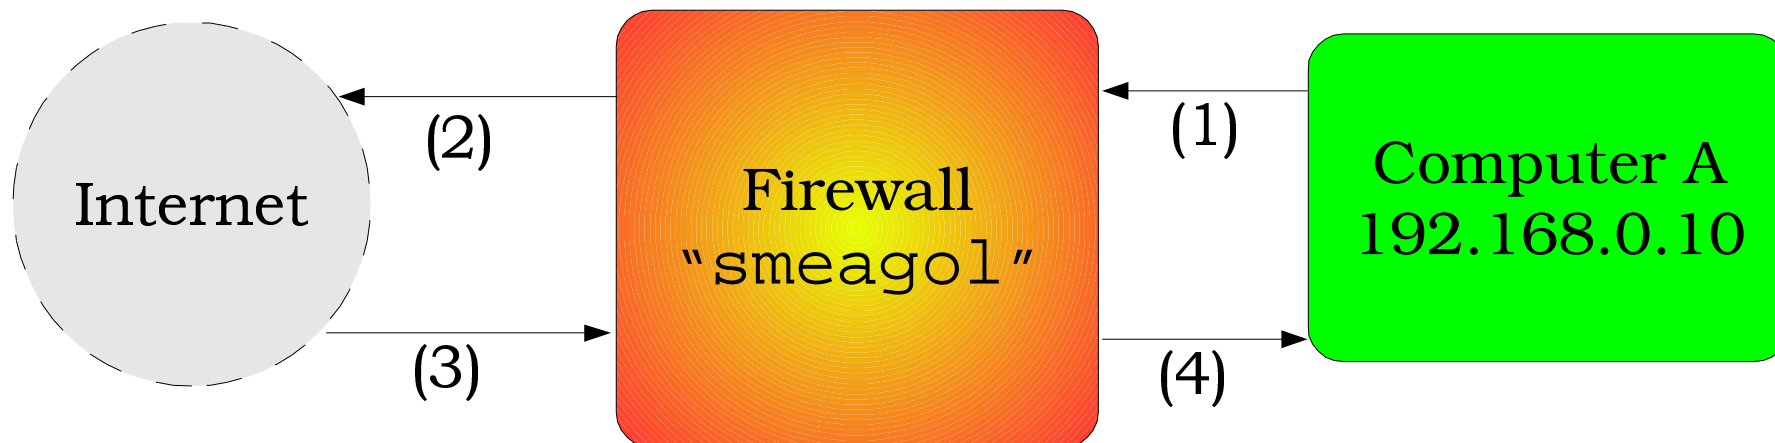 Internet
(2)
(3)
Firewall
“smeagol”
(1)
(4)
Computer A
192.168.0.10